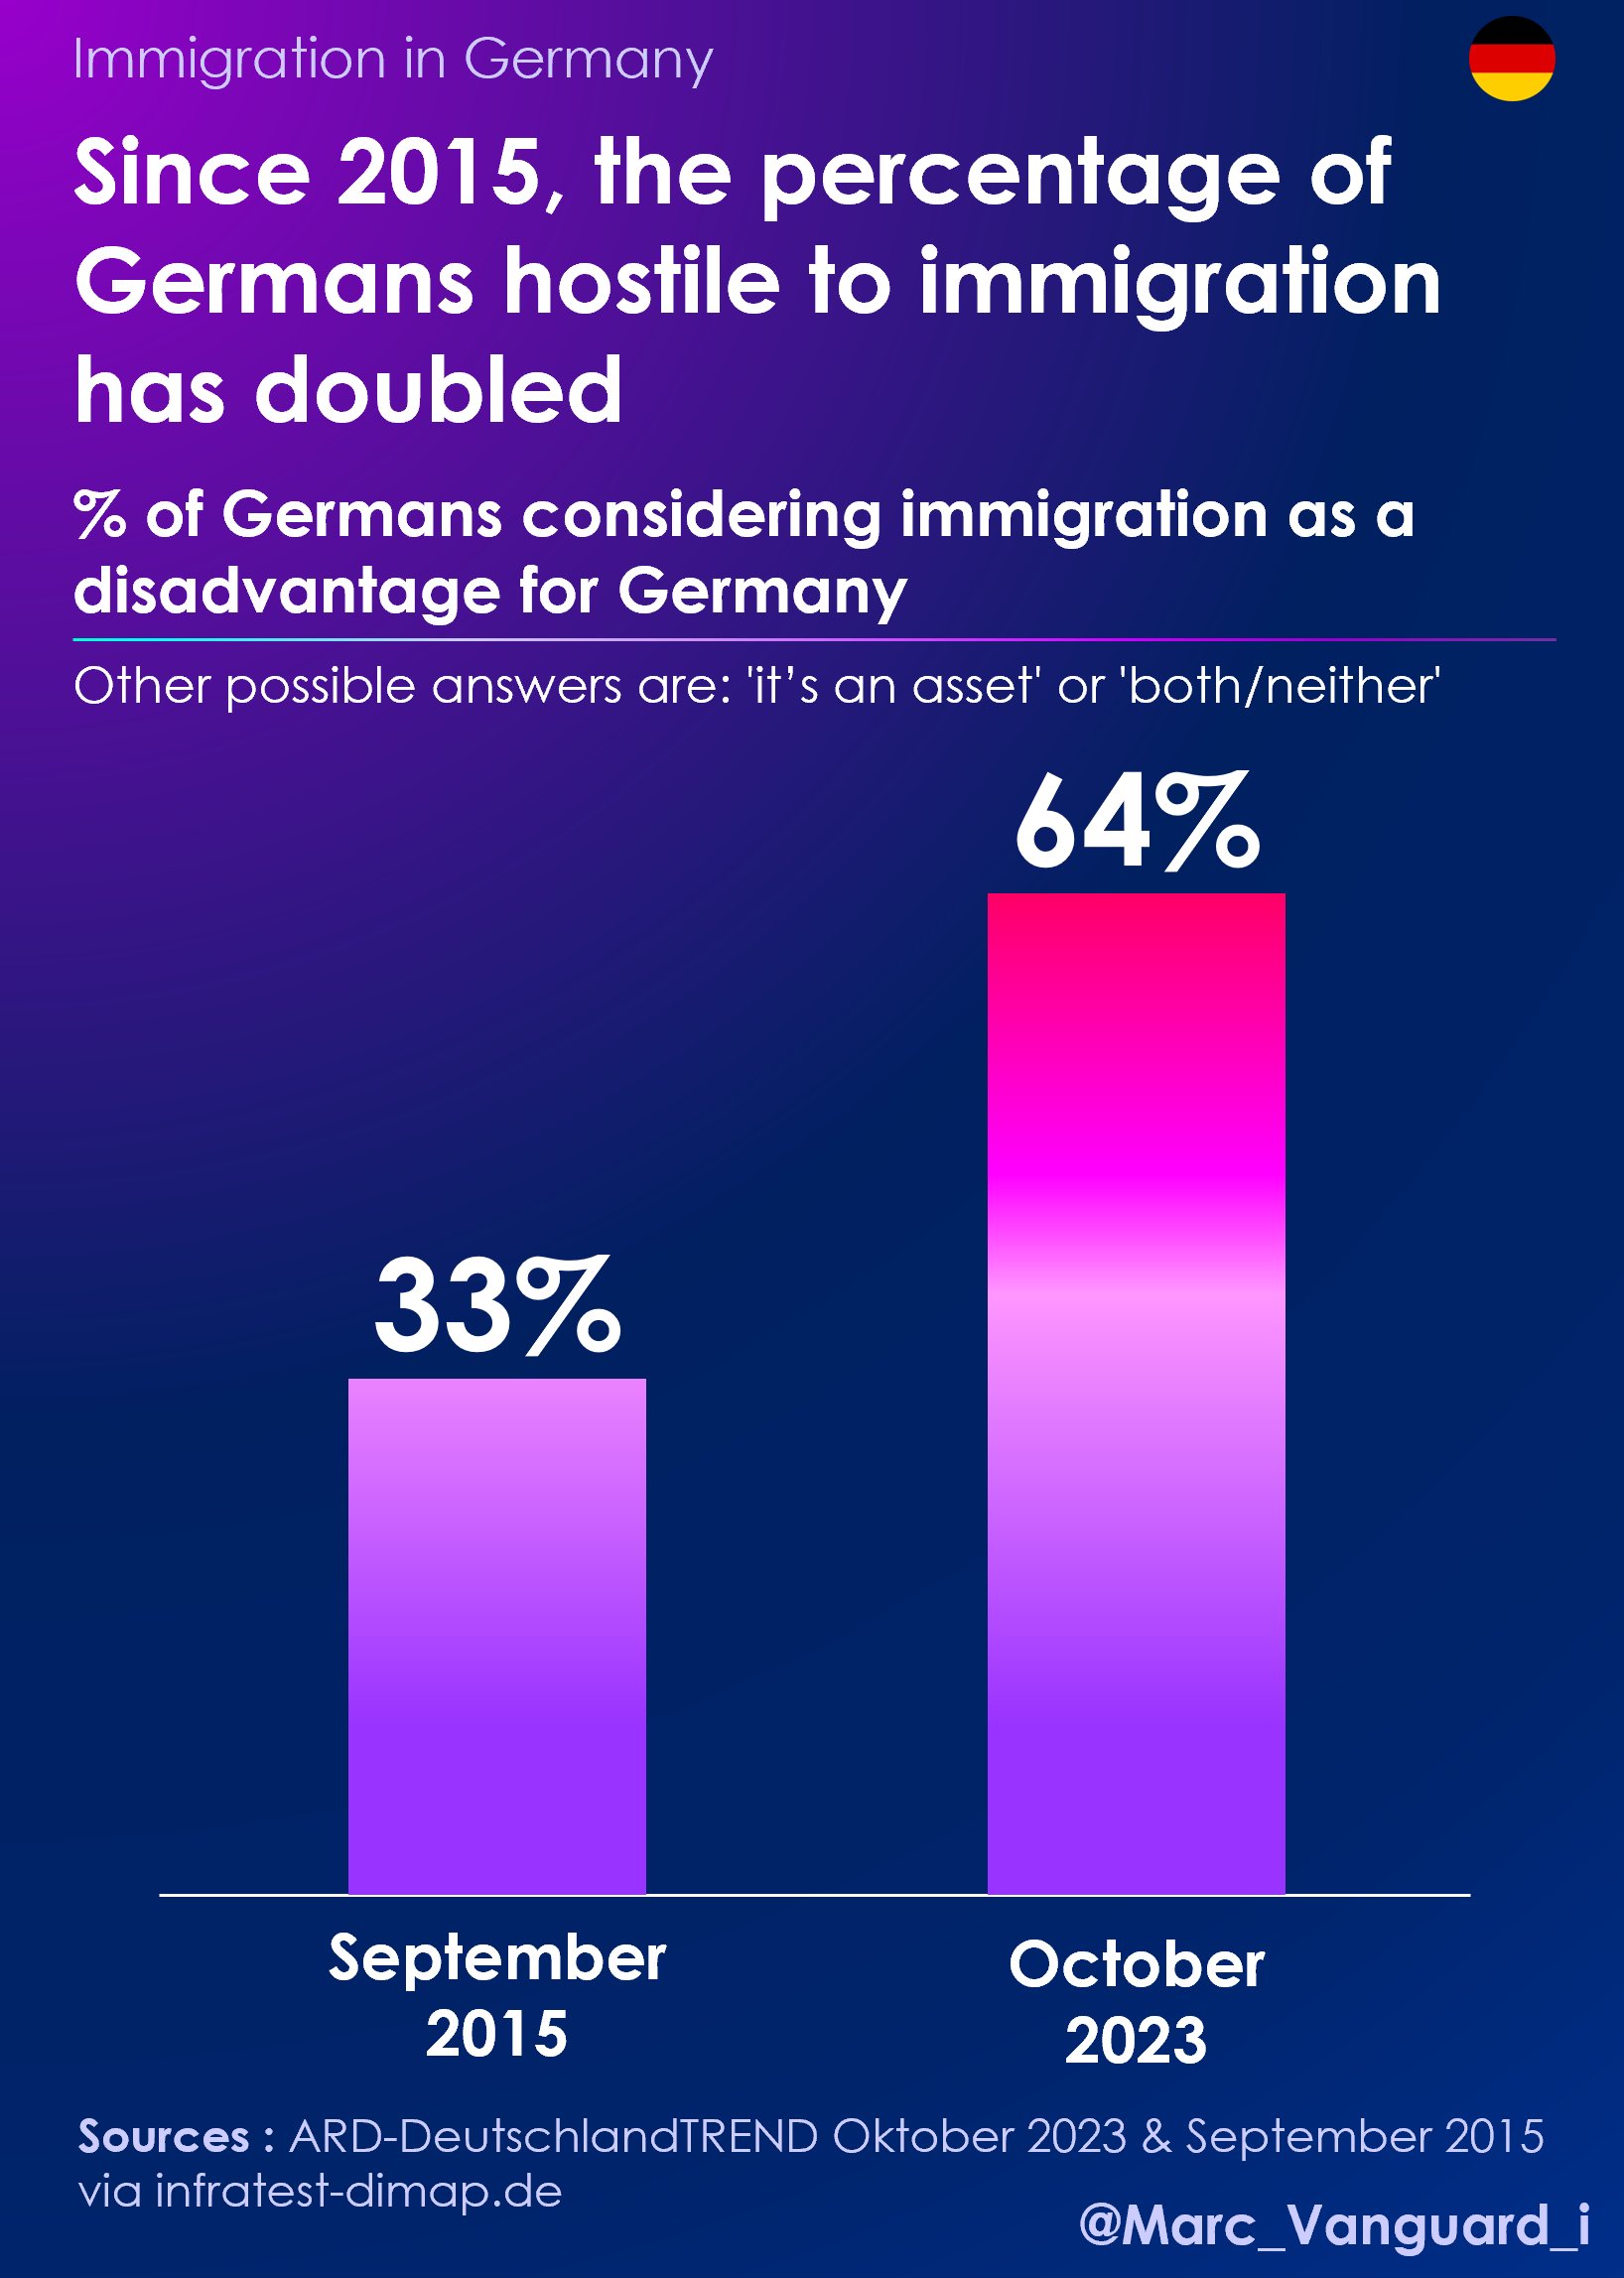 Immigration in Germany
Since 2015, the percentage of
Germans hostile to immigration
has doubled
% of Germans considering immigration as a
disadvantage for Germany
Other possible answers are: 'it’s an asset' or 'both/neither'
64%
33%
September
2015
October
2023
Sources : ARD-DeutschlandTREND Oktober 2023 & September 2015
via infratest-dimap.de
@Marc_Vanguard_i